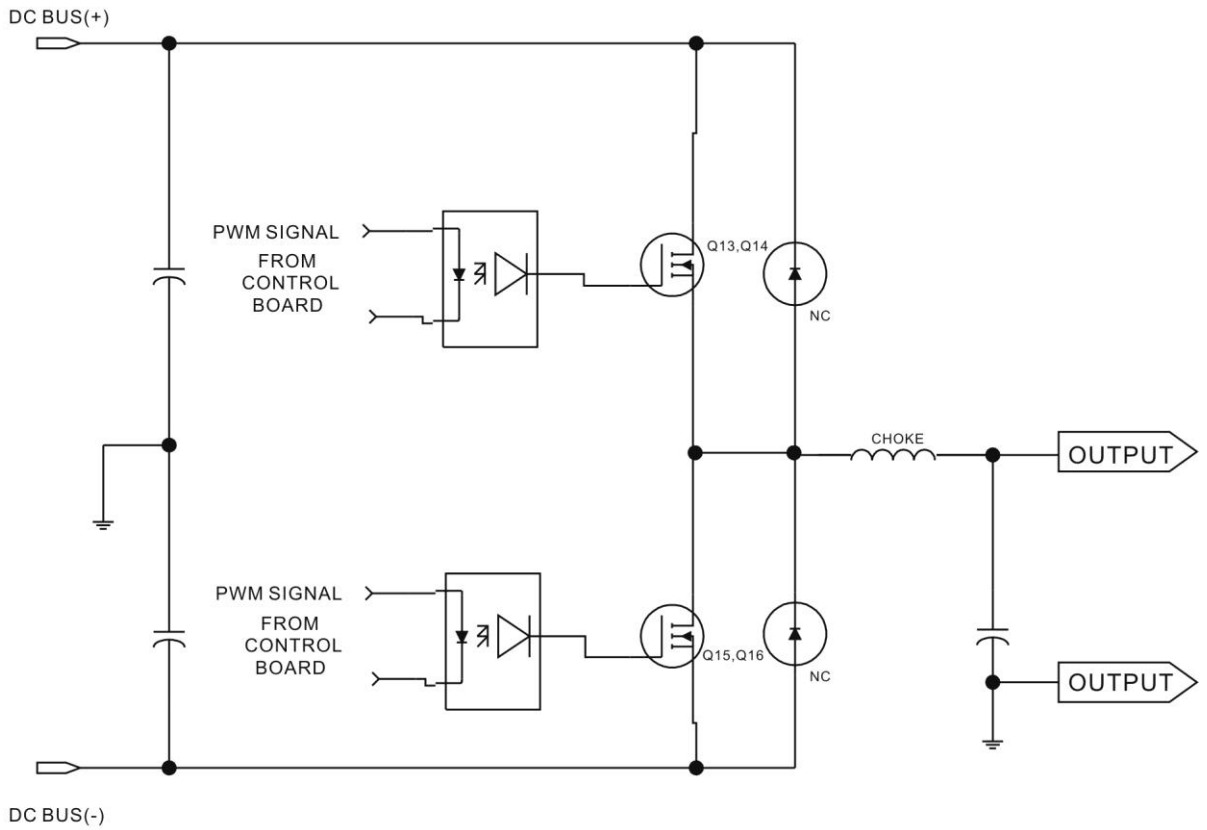 DC BUS(+)
PWM SIGNAL
FROM
CONTROL
BOARD
Q13,Q14
NC
CHOKE
OUTPUT
PWM SIGNAL
FROM
CONTROL
BOARD
Q15,Q16
NC
OUTPUT
DC BUS(-)